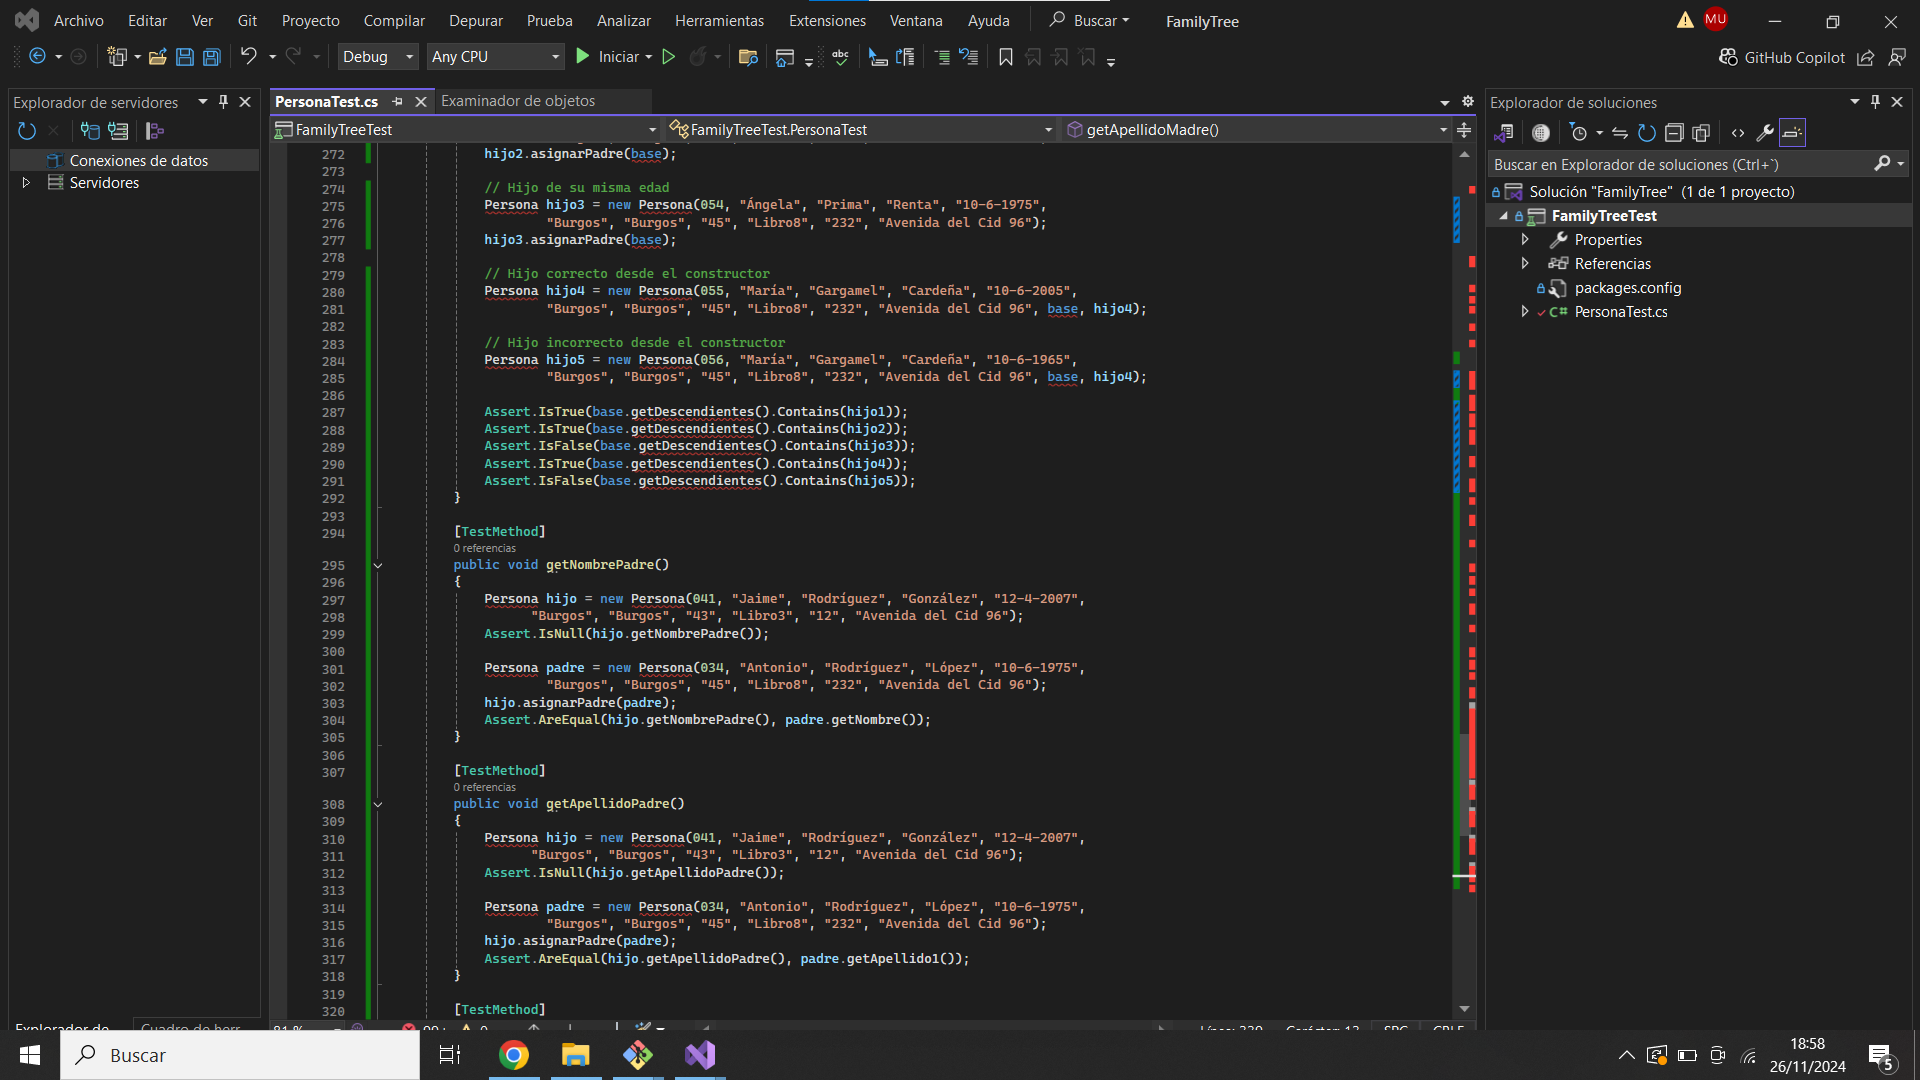 Archivo Editar Ver Git Proyecto Compilar Depurar Prueba Analizar Herramientas Extensiones Ventana Ayuda Buscar FamilyTree MU
Debug Any CPU Iniciar abc GitHub Copilot
Explorador de servidores
Conexiones de datos
Servidores
PersonaTest.cs Examinador de objetos
FamilyTreeTest FamilyTreeTest.PersonaTest getApellidoMadre()
272 hijo2.asignarPadre(base);
273
274 // Hijo de su misma edad
275 Persona hijo3 = new Persona(054, "Ángela", "Prima", "Renta", "10-6-1975",
276 "Burgos", "Burgos", "45", "Libro8", "232", "Avenida del Cid 96");
277 hijo3.asignarPadre(base);
278
279 // Hijo correcto desde el constructor
280 Persona hijo4 = new Persona(055, "María", "Gargamel", "Cardeña", "10-6-2005",
281 "Burgos", "Burgos", "45", "Libro8", "232", "Avenida del Cid 96", base, hijo4);
282
283 // Hijo incorrecto desde el constructor
284 Persona hijo5 = new Persona(056, "María", "Gargamel", "Cardeña", "10-6-1965",
285 "Burgos", "Burgos", "45", "Libro8", "232", "Avenida del Cid 96", base, hijo4);
286
287 Assert.IsTrue(base.getDescendientes().Contains(hijo1));
288 Assert.IsTrue(base.getDescendientes().Contains(hijo2));
289 Assert.IsFalse(base.getDescendientes().Contains(hijo3));
290 Assert.IsTrue(base.getDescendientes().Contains(hijo4));
291 Assert.IsFalse(base.getDescendientes().Contains(hijo5));
292 }
293
294 [TestMethod]
0 referencias
295 public void getNombrePadre()
296 {
297 Persona hijo = new Persona(041, "Jaime", "Rodríguez", "González", "12-4-2007",
298 "Burgos", "Burgos", "43", "Libro3", "12", "Avenida del Cid 96");
299 Assert.IsNull(hijo.getNombrePadre());
300
301 Persona padre = new Persona(034, "Antonio", "Rodríguez", "López", "10-6-1975",
302 "Burgos", "Burgos", "45", "Libro8", "232", "Avenida del Cid 96");
303 hijo.asignarPadre(padre);
304 Assert.AreEqual(hijo.getNombrePadre(), padre.getNombre());
305 }
306
307 [TestMethod]
0 referencias
308 public void getApellidoPadre()
309 {
310 Persona hijo = new Persona(041, "Jaime", "Rodríguez", "González", "12-4-2007",
311 "Burgos", "Burgos", "43", "Libro3", "12", "Avenida del Cid 96");
312 Assert.IsNull(hijo.getApellidoPadre());
313
314 Persona padre = new Persona(034, "Antonio", "Rodríguez", "López", "10-6-1975",
315 "Burgos", "Burgos", "45", "Libro8", "232", "Avenida del Cid 96");
316 hijo.asignarPadre(padre);
317 Assert.AreEqual(hijo.getApellidoPadre(), padre.getApellido1());
318 }
319
320 [TestMethod]
Explorador de soluciones
Buscar en Explorador de soluciones (Ctrl+`)
Solución "FamilyTree" (1 de 1 proyecto)
FamilyTreeTest
Properties
Referencias
packages.config
C# PersonaTest.cs
Explorador de Cuadro de herr 81 % 99+ 0 Línea: 330 Carácter: 13 SPC CRLF
Buscar
18:58
26/11/2024
5